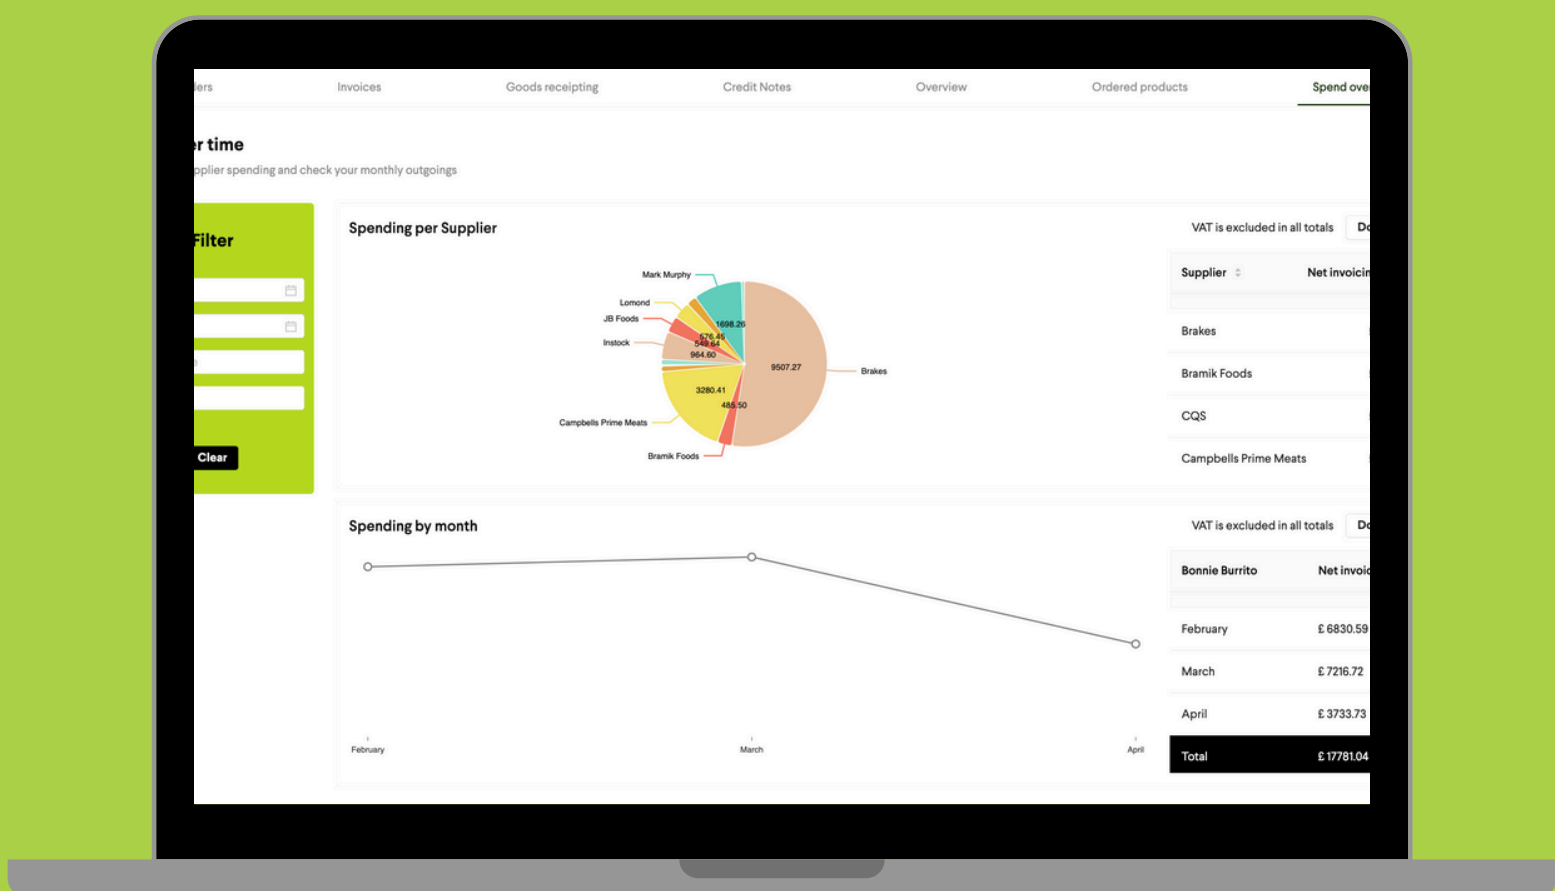 Invoices
Goods receipting
Credit Notes
Overview
Ordered products
Spend
time
spending and check your monthly outgoings
Filter
Clear
Spending per Supplier
Mark Murphy
Lomond
JB Foods
Instock
Campbells Prime Meats
Bramik Foods
Brakes
1698.26
576.45
549.64
964.60
3280.41
485.50
9507.27
VAT is excluded in all totals
Supplier Net
Brakes
Bramik Foods
CQS
Campbells Prime Meats
Spending by month
February
March
April
VAT is excluded in all totals
Bonnie Burrito Net
February £ 6830.59
March £ 7216.72
April £ 3733.73
Total £ 17781.04